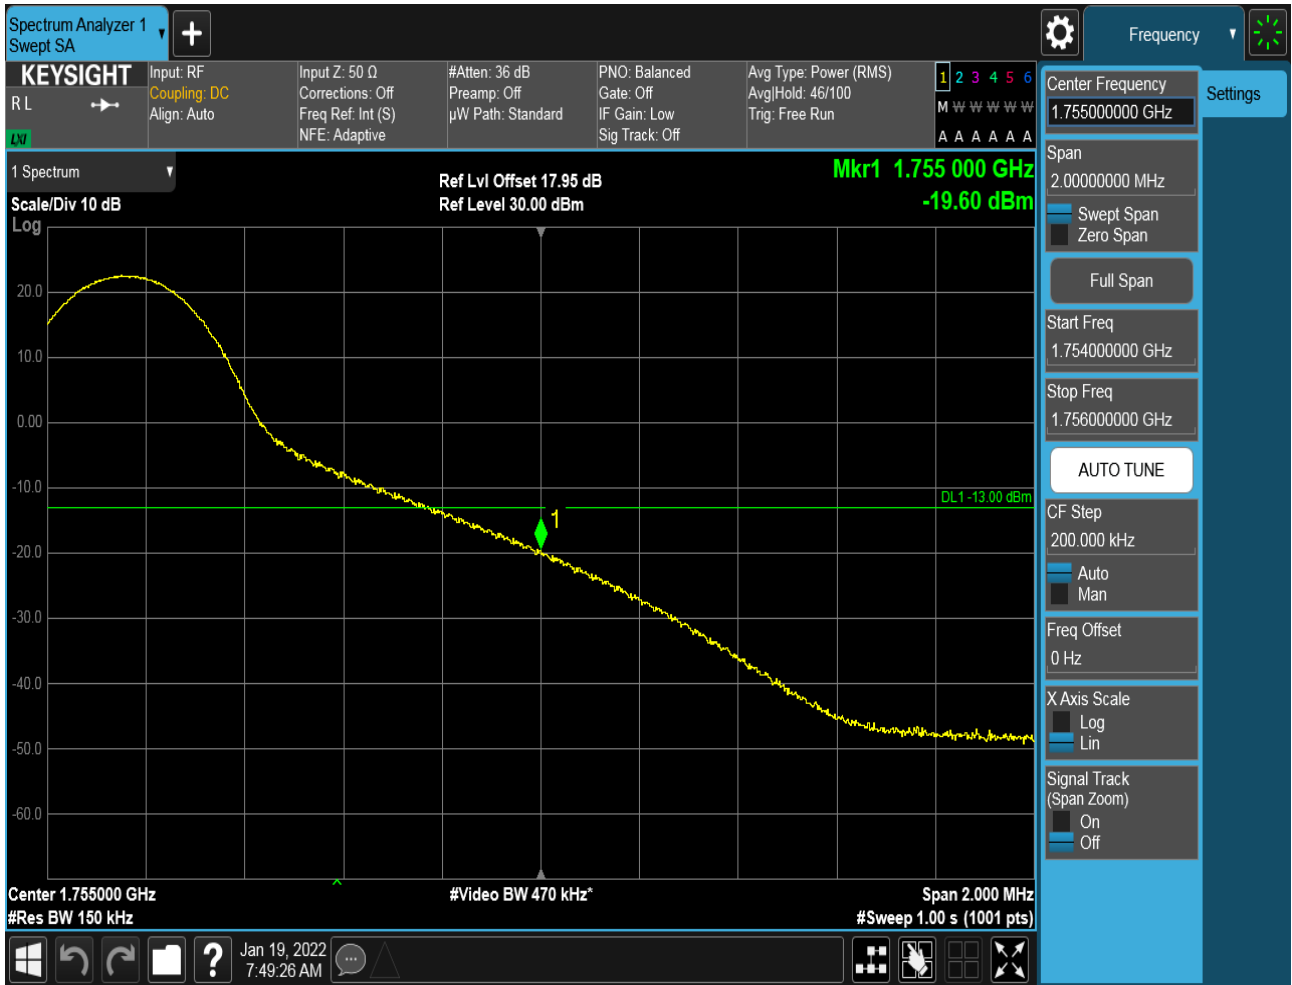 Spectrum Analyzer 1
Swept SA
Frequency
KEYSIGHT
R L
LXI
Input: RF
Coupling: DC
Align: Auto
Input Z: 50 Ω
Corrections: Off
Freq Ref: Int (S)
NFE: Adaptive
#Atten: 36 dB
Preamp: Off
µW Path: Standard
PNO: Balanced
Gate: Off
IF Gain: Low
Sig Track: Off
Avg Type: Power (RMS)
Avg|Hold: 46/100
Trig: Free Run
1 2 3 4 5 6
M W W W W W
A A A A A A
1 Spectrum
Scale/Div 10 dB
Log
Ref Lvl Offset 17.95 dB
Ref Level 30.00 dBm
Mkr1 1.755 000 GHz
-19.60 dBm
20.0
10.0
0.00
-10.0
-20.0
-30.0
-40.0
-50.0
-60.0
DL1 -13.00 dBm
1
Center 1.755000 GHz
#Res BW 150 kHz
#Video BW 470 kHz*
Span 2.000 MHz
#Sweep 1.00 s (1001 pts)
Jan 19, 2022
7:49:26 AM
?
Center Frequency
1.755000000 GHz
Settings
Span
2.00000000 MHz
Swept Span
Zero Span
Full Span
Start Freq
1.754000000 GHz
Stop Freq
1.756000000 GHz
AUTO TUNE
CF Step
200.000 kHz
Auto
Man
Freq Offset
0 Hz
X Axis Scale
Log
Lin
Signal Track
(Span Zoom)
On
Off